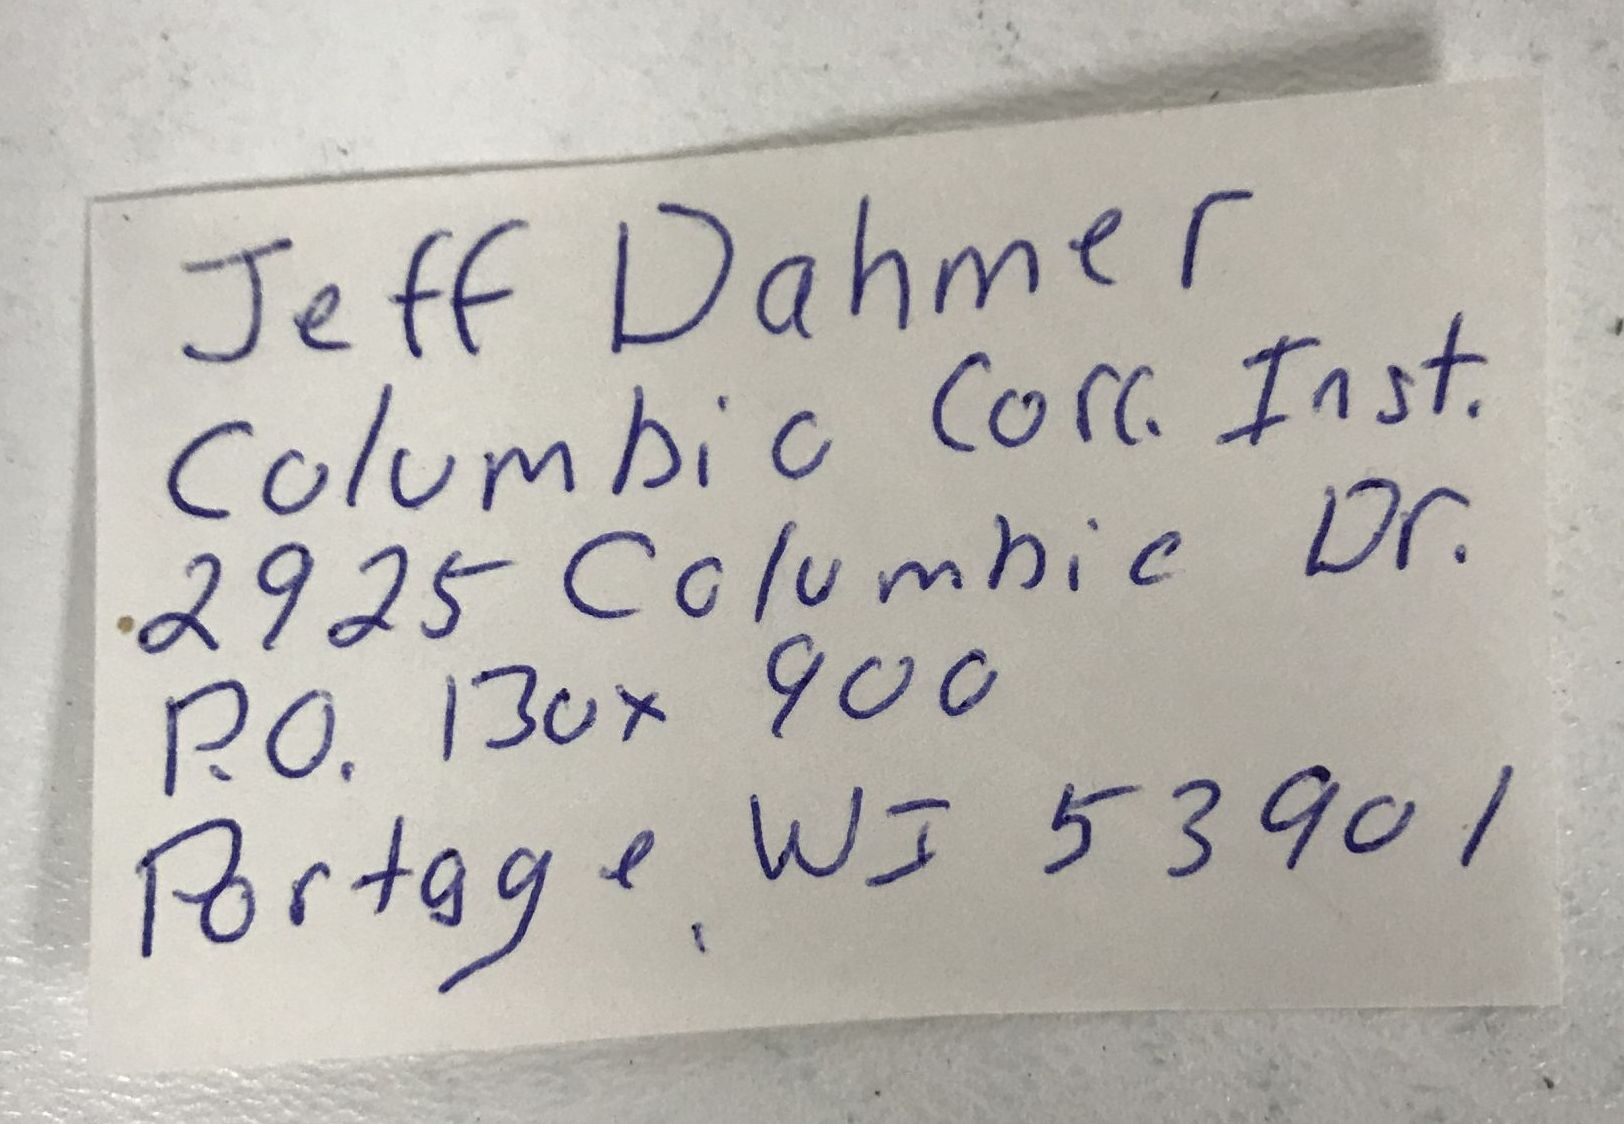 Jeff Dahmer
Columbia Corr. Inst.
2925 Columbia Dr.
P.O. Box 900
Portage, WI 53901